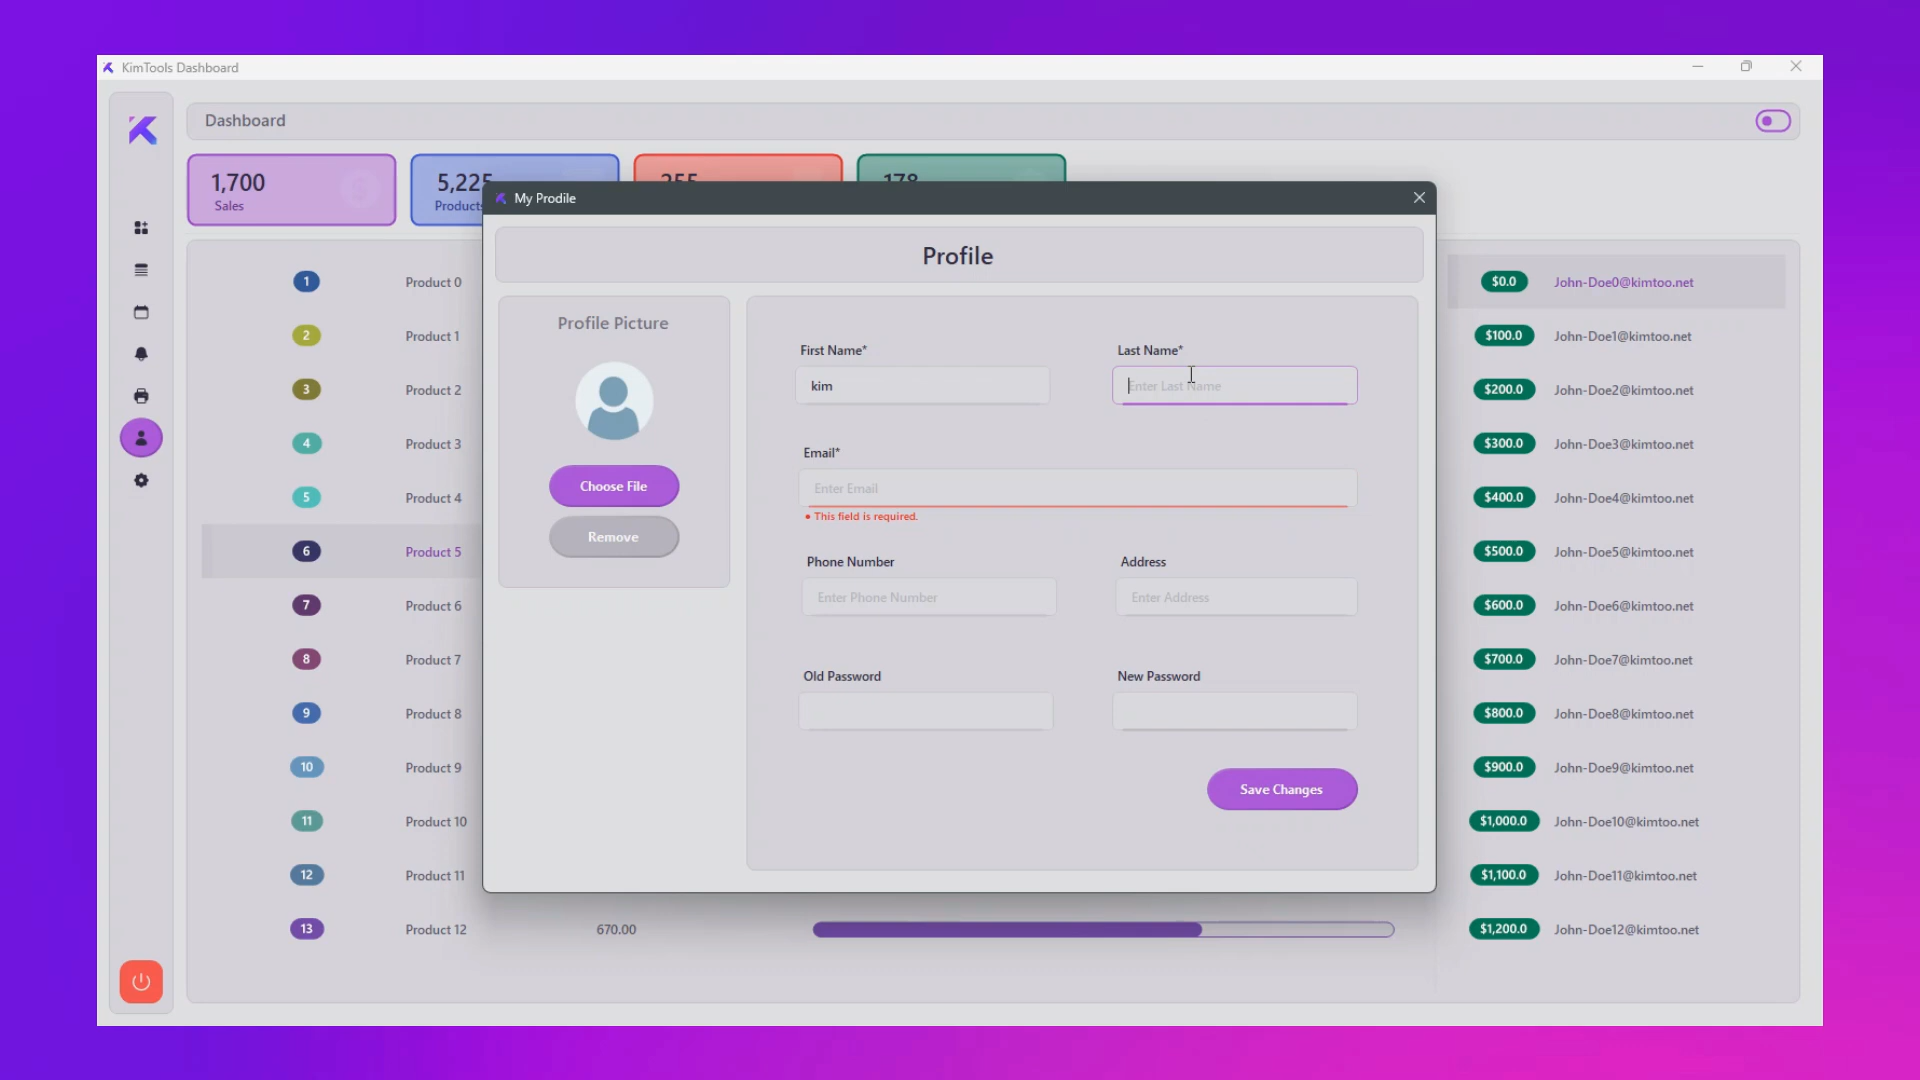 KimTools Dashboard
Dashboard
1,700
Sales
5,225
Products
255
178
My Prodile
Profile
Profile Picture
Choose File
Remove
First Name*
Last Name*
kim
Enter Last Name
Email*
Enter Email
• This field is required.
Phone Number
Address
Enter Phone Number
Enter Address
Old Password
New Password
Save Changes
1 Product 0
2 Product 1
3 Product 2
4 Product 3
5 Product 4
6 Product 5
7 Product 6
8 Product 7
9 Product 8
10 Product 9
11 Product 10
12 Product 11
13 Product 12 670.00
$0.0 John-Doe0@kimtoo.net
$100.0 John-Doe1@kimtoo.net
$200.0 John-Doe2@kimtoo.net
$300.0 John-Doe3@kimtoo.net
$400.0 John-Doe4@kimtoo.net
$500.0 John-Doe5@kimtoo.net
$600.0 John-Doe6@kimtoo.net
$700.0 John-Doe7@kimtoo.net
$800.0 John-Doe8@kimtoo.net
$900.0 John-Doe9@kimtoo.net
$1,000.0 John-Doe10@kimtoo.net
$1,100.0 John-Doe11@kimtoo.net
$1,200.0 John-Doe12@kimtoo.net